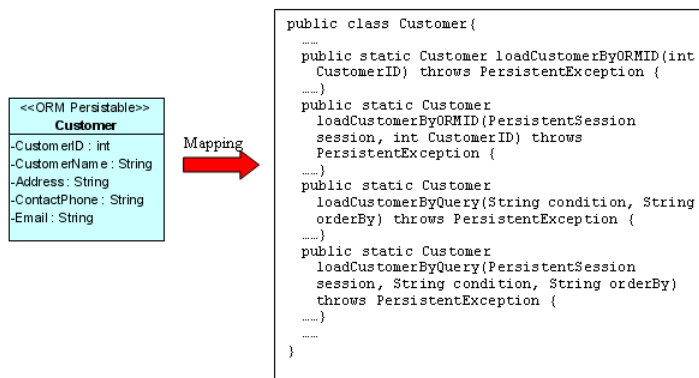 <<ORM Persistable>>
Customer
-CustomerID : int
-CustomerName : String
-Address : String
-ContactPhone : String
-Email : String
Mapping
public class Customer{
……
public static Customer loadCustomerByORMID(int
CustomerID) throws PersistentException {
……}
public static Customer
loadCustomerByORMID(PersistentSession
session, int CustomerID) throws
PersistentException {
……}
public static Customer
loadCustomerByQuery(String condition, String
orderBy) throws PersistentException {
……}
public static Customer
loadCustomerByQuery(PersistentSession
session, String condition, String orderBy)
throws PersistentException {
……}
……
}